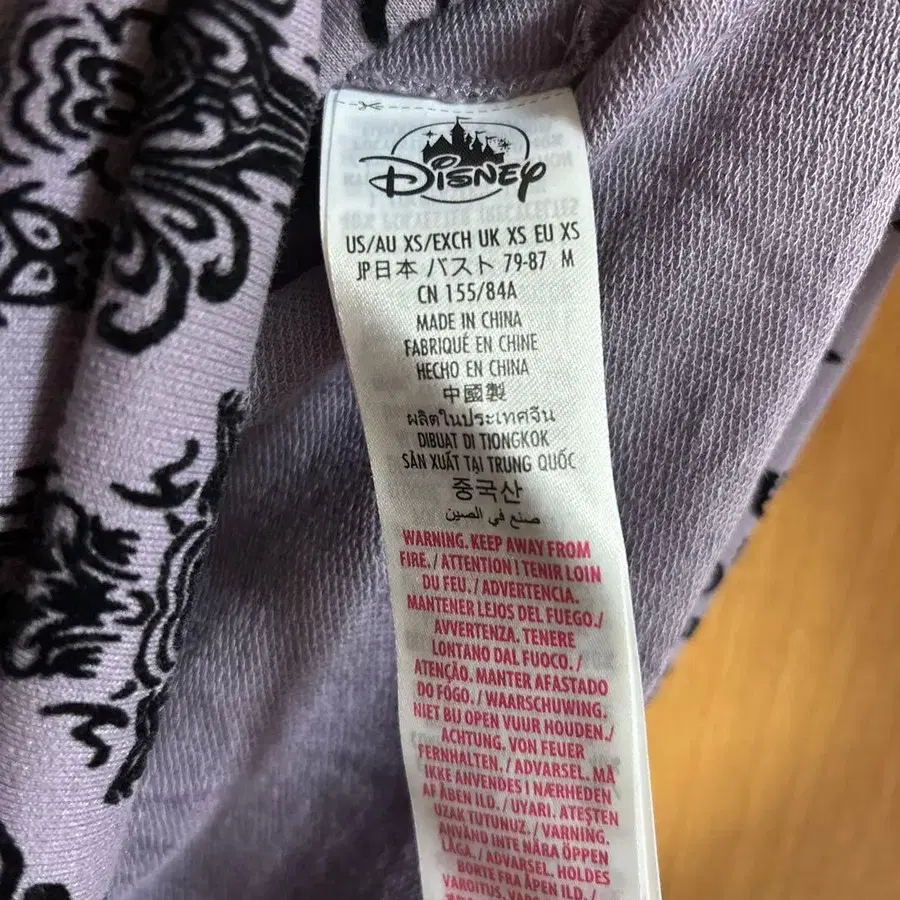 Disney
US/AU XS/EXCH UK XS EU XS
JP日本 バスト 79-87 M
CN 155/84A
MADE IN CHINA
FABRIQUÉ EN CHINE
HECHO EN CHINA
中國製
ผลิตในประเทศจีน
DIBUAT DI TIONGKOK
SẢN XUẤT TẠI TRUNG QUỐC
중국산
صنع في الصين
WARNING. KEEP AWAY FROM
FIRE. / ATTENTION ! TENIR LOIN
DU FEU. / ADVERTENCIA.
MANTENER LEJOS DEL FUEGO./
AVVERTENZA. TENERE
LONTANO DAL FUOCO. /
ATENÇÃO. MANTER AFASTADO
DO FOGO. / WAARSCHUWING.
NIET BIJ OPEN VUUR HOUDEN./
ACHTUNG. VON FEUER
FERNHALTEN. / ADVARSEL. MÅ
IKKE ANVENDES I NÆRHEDEN
AF ÅBEN ILD. / UYARI. ATEŞTEN
UZAK TUTUNUZ. / VARNING.
ANVÄND INTE NÄRA ÖPPEN
LÅGA. / ADVARSEL. HOLDES
BORTE FRA ÅPEN ILD. /
VAROITUS.